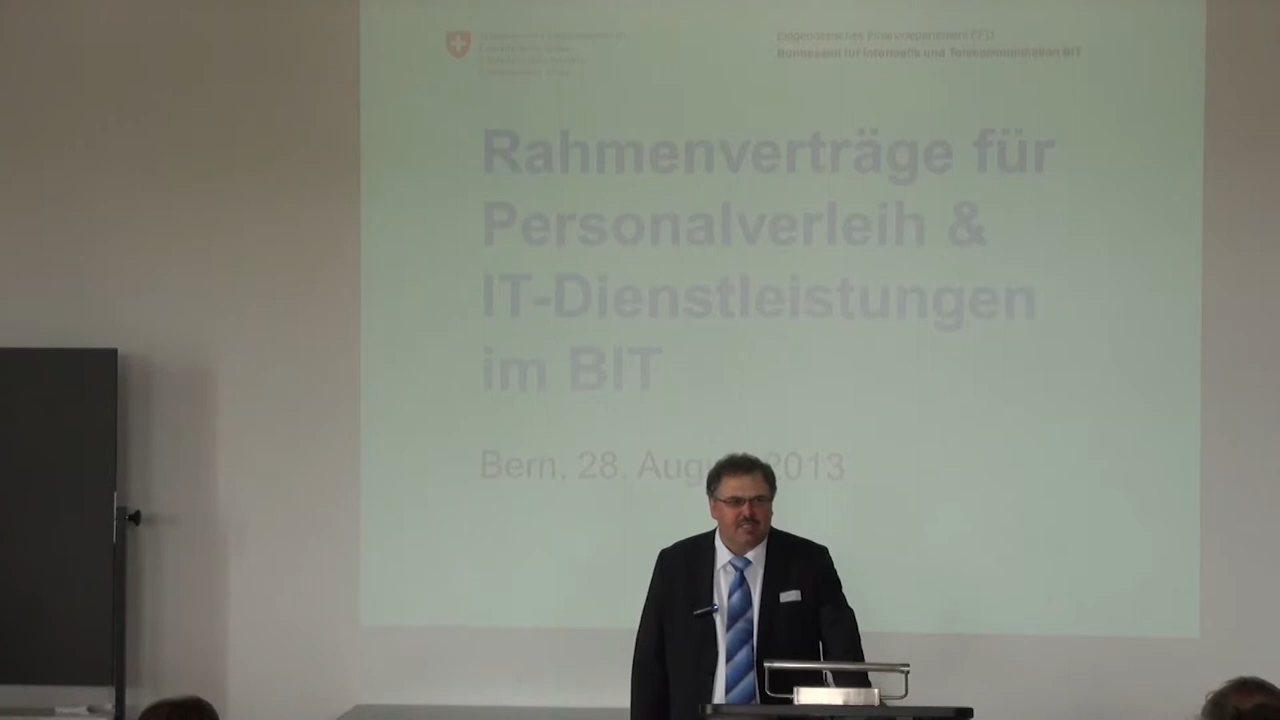 Eidgenössisches Finanzdepartement EFD
Bundesamt für Informatik und Telekommunikation BIT
Rahmenverträge für
Personalverleih &
IT-Dienstleistungen
im BIT
Bern, 28. August 2013